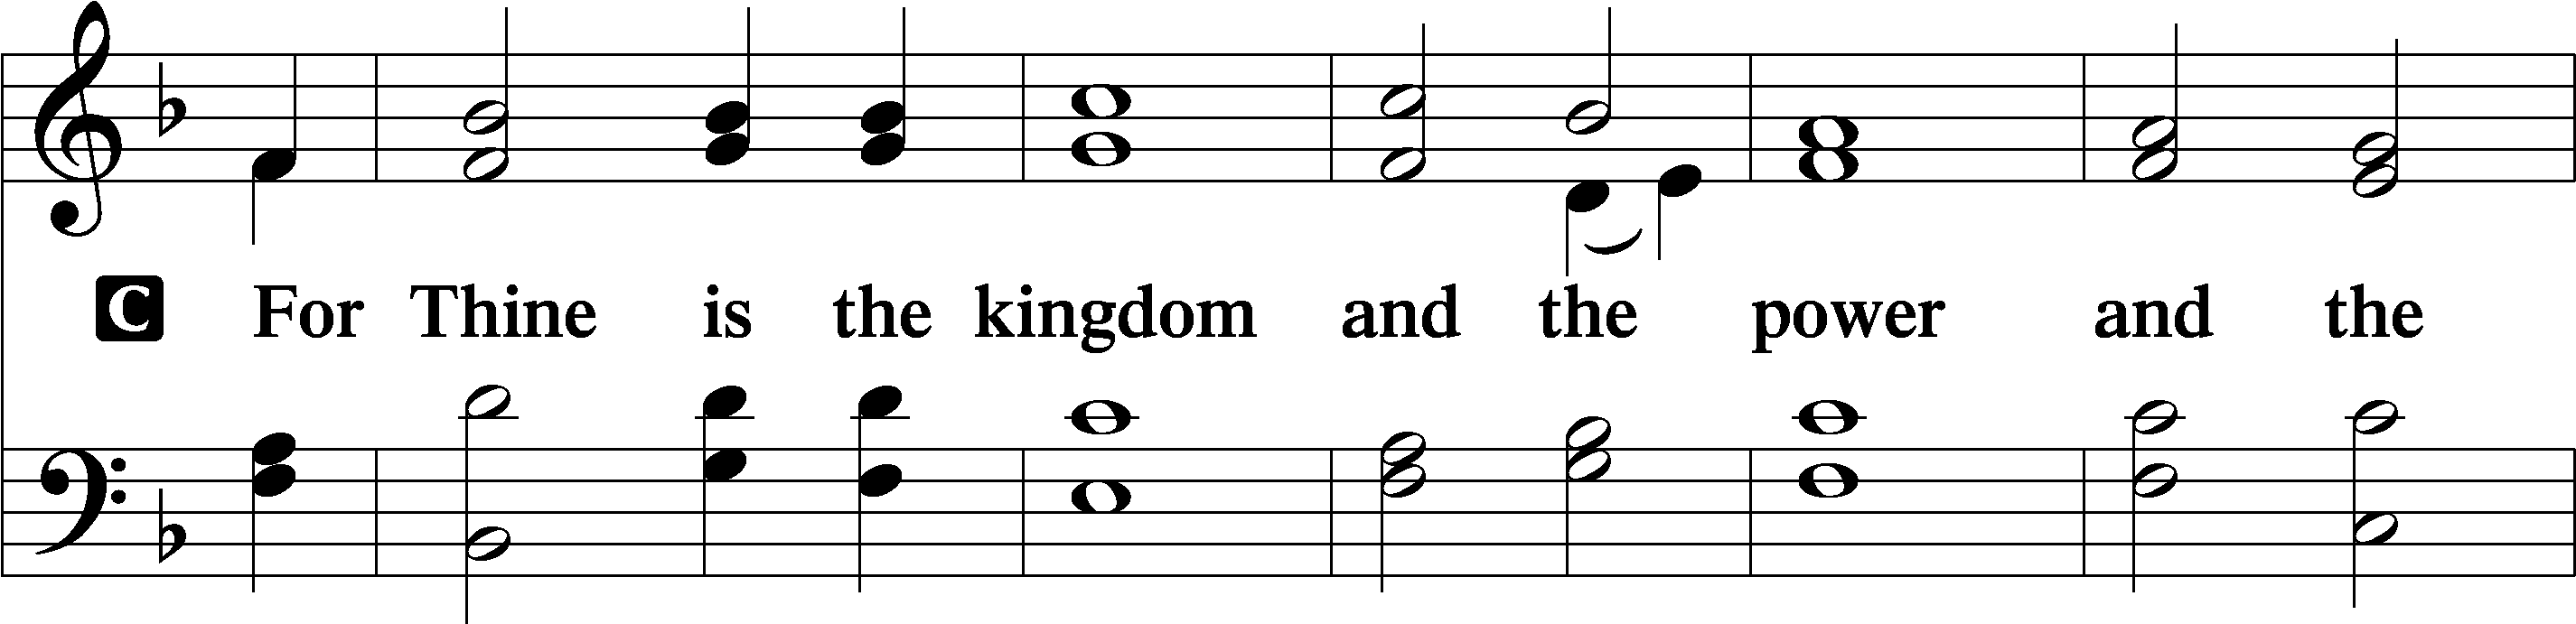 C For Thine is the kingdom and the power and the